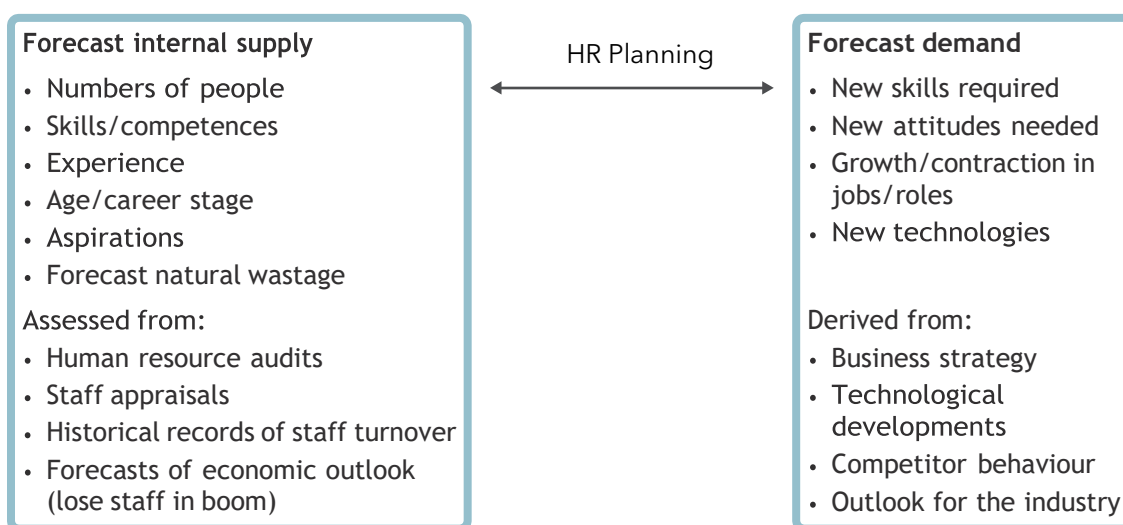 Forecast internal supply
• Numbers of people
• Skills/competences
• Experience
• Age/career stage
• Aspirations
• Forecast natural wastage
Assessed from:
• Human resource audits
• Staff appraisals
• Historical records of staff turnover
• Forecasts of economic outlook
(lose staff in boom)
HR Planning
Forecast demand
• New skills required
• New attitudes needed
• Growth/contraction in
jobs/roles
• New technologies
Derived from:
• Business strategy
• Technological
developments
• Competitor behaviour
• Outlook for the industry